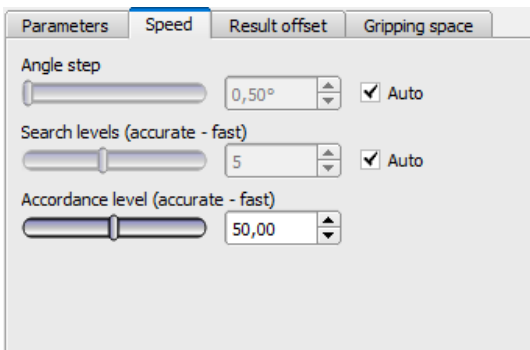 Parameters Speed Result offset Gripping space
Angle step
0,50° Auto
Search levels (accurate - fast)
5 Auto
Accordance level (accurate - fast)
50,00